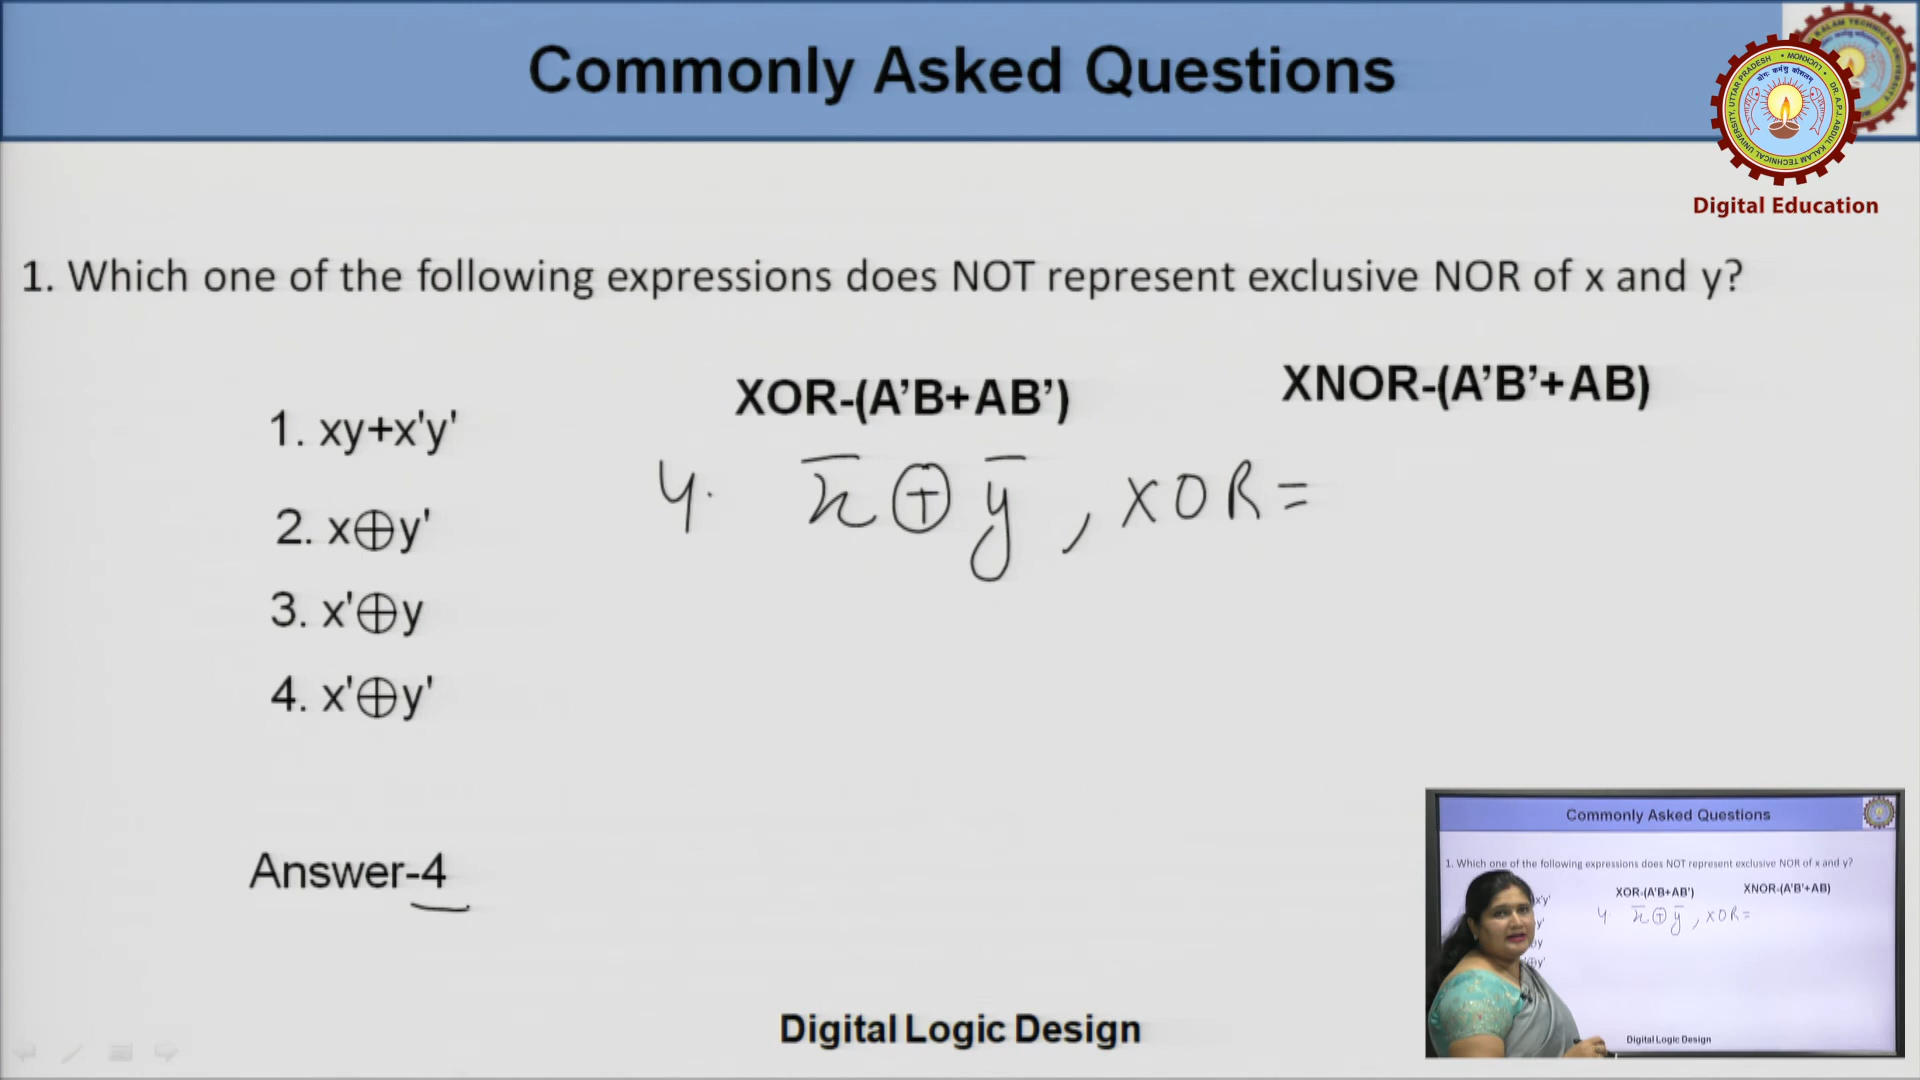 Commonly Asked Questions
Digital Education
1. Which one of the following expressions does NOT represent exclusive NOR of x and y?
XOR-(A’B+AB’)
XNOR-(A’B’+AB)
1. xy+x'y'
2. x⊕y'
3. x'⊕y
4. x'⊕y'
4. x̅ ⊕ y̅ , XOR =
Answer-4
Digital Logic Design
Commonly Asked Questions
1. Which one of the following expressions does NOT represent exclusive NOR of x and y?
XOR-(A'B+AB')
XNOR-(A'B'+AB)
x'y'
y'
⊕y
⊕y'
4 x̅ ⊕ y̅ , XOR =
Digital Logic Design